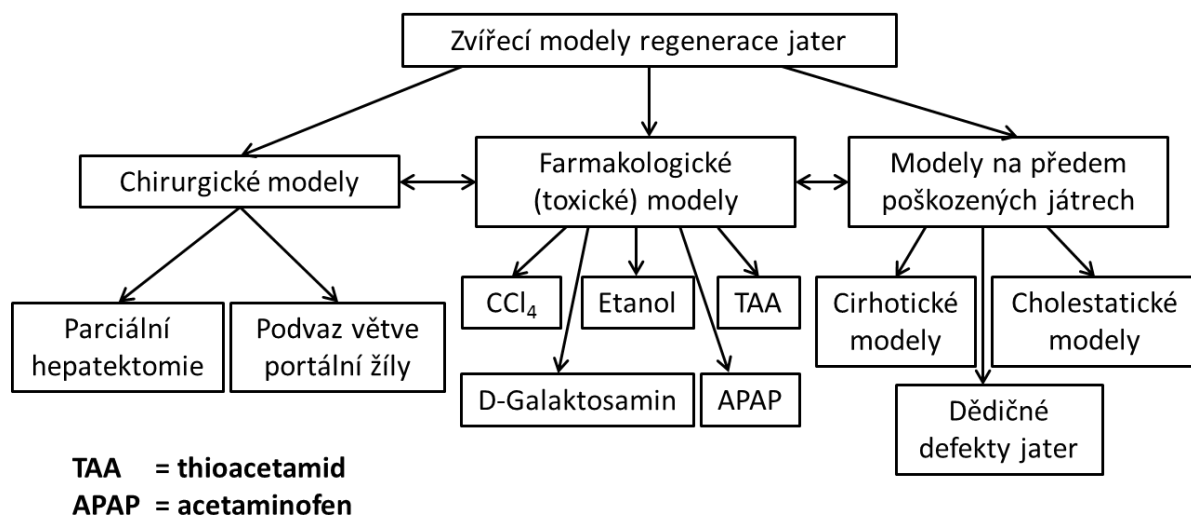 Zvířecí modely regenerace jater
Chirurgické modely
Farmakologické
(toxické) modely
Modely na předem
poškozených játrech
Parciální
hepatektomie
Podvaz větve
portální žíly
CCl₄
Etanol
TAA
D-Galaktosamin
APAP
Cirhotické
modely
Cholestatické
modely
Dědičné
defekty jater
TAA = thioacetamid
APAP = acetaminofen